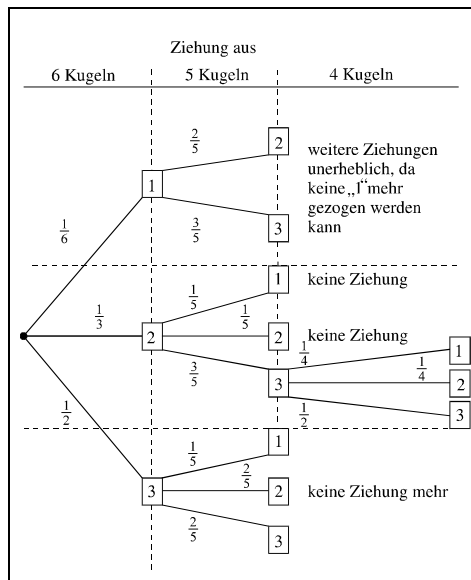 Ziehung aus
6 Kugeln 5 Kugeln 4 Kugeln
2/5
2
weitere Ziehungen
unerheblich, da
keine „1“ mehr
gezogen werden
kann
1
1/6
3/5
3
1
keine Ziehung
1/3
1/5
1/5
2
2
keine Ziehung
1/4
1
1/4
3/5
3
2
1/2
3
1/2
1
1/5
2/5
3
2
keine Ziehung mehr
2/5
3